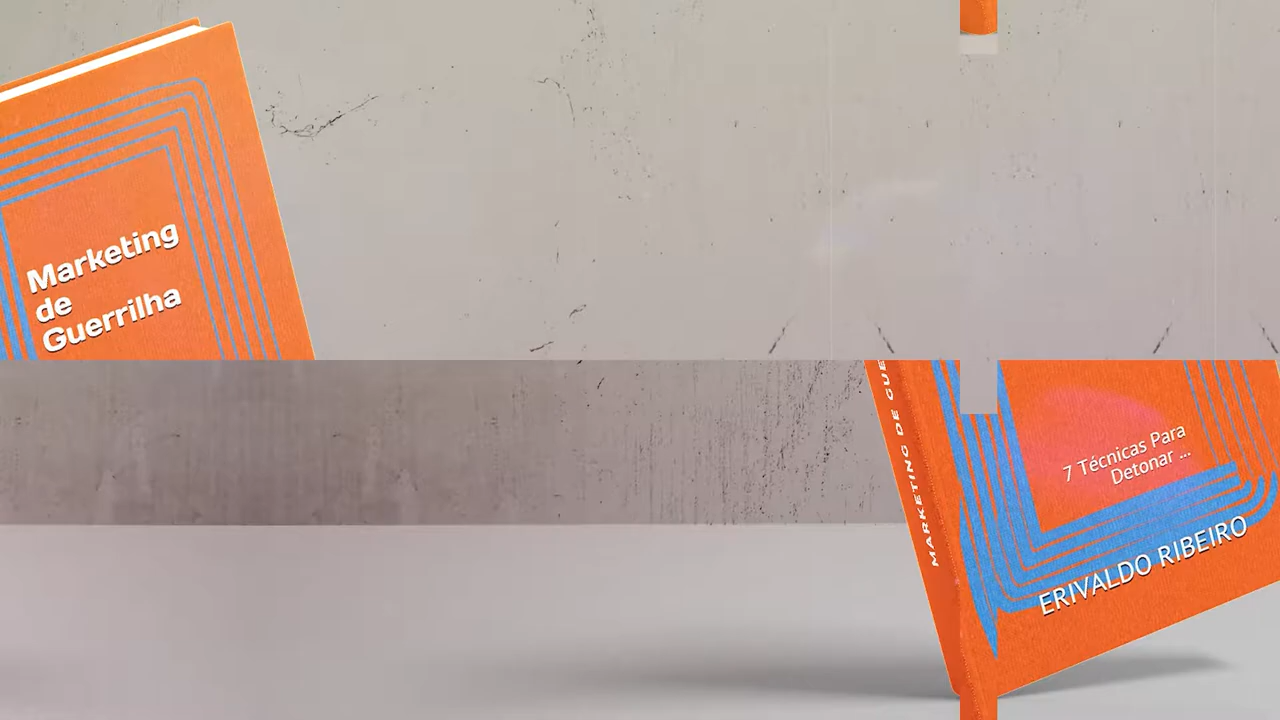 Marketing
de
Guerrilha
MARKETING DE GUE
7 Técnicas Para
Detonar ...
ERIVALDO RIBEIRO